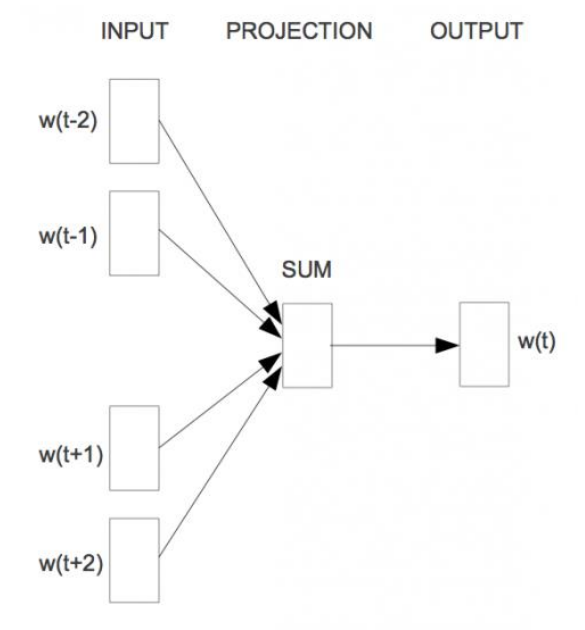 INPUT PROJECTION OUTPUT
w(t-2)
w(t-1)
SUM
w(t)
w(t+1)
w(t+2)